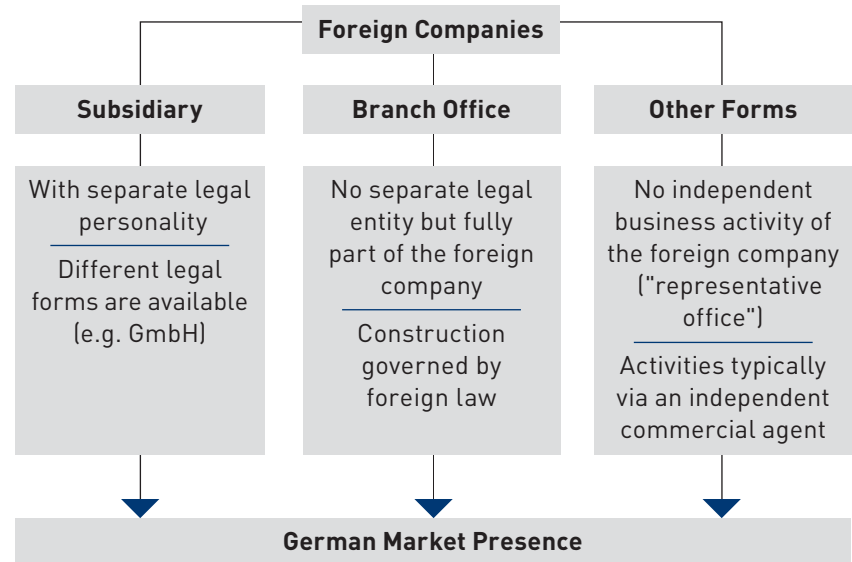 Foreign Companies
Subsidiary
Branch Office
Other Forms
With separate legal
personality
Different legal
forms are available
(e.g. GmbH)
No separate legal
entity but fully
part of the foreign
company
Construction
governed by
foreign law
No independent
business activity of
the foreign company
("representative
office")
Activities typically
via an independent
commercial agent
German Market Presence